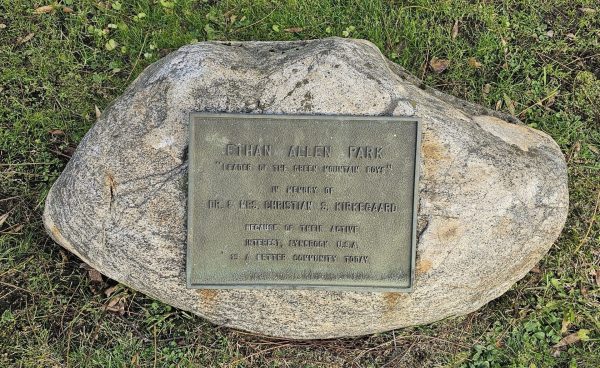 ETHAN ALLEN PARK
"LEADER OF THE GREEN MOUNTAIN BOYS"
IN MEMORY OF
DR. & MRS. CHRISTIAN S. KIRKEGAARD
BECAUSE OF THEIR ACTIVE
INTEREST, LYNBROOK U.S.A.
IS A BETTER COMMUNITY TODAY